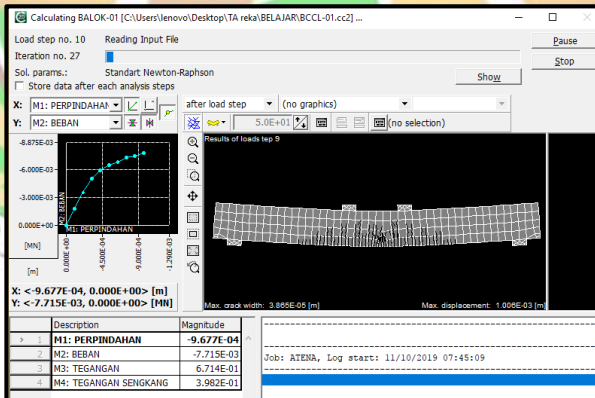 Calculating BALOK-01 [C:\Users\lenovo\Desktop\TA reka\BELAJAR\BCCL-01.cc2] ...
Load step no. 10 Reading Input File
Pause
Iteration no. 27
Stop
Sol. params.: Standart Newton-Raphson
Show
Store data after each analysis steps
X: M1: PERPINDAHAN after load step (no graphics)
Y: M2: BEBAN 5.0E+01 (no selection)
Results of loads tep 9
-8.875E-03
-6.000E-03
-3.000E-03
0.000E+00
M2: BEBAN
M1: PERPINDAHAN
[MN]
0.000E+00
-4.500E-04
-9.000E-04
-1.290E-03
[m]
X: <-9.677E-04, 0.000E+00> [m]
Y: <-7.715E-03, 0.000E+00> [MN]
Max. crack width: 3.865E-05 [m] Max. displacement: 1.006E-03 [m]
Description Magnitude
1 M1: PERPINDAHAN -9.677E-04
2 M2: BEBAN -7.715E-03
3 M3: TEGANGAN 6.714E-01
4 M4: TEGANGAN SENGKANG 3.982E-01
Job: ATENA, Log start: 11/10/2019 07:45:09